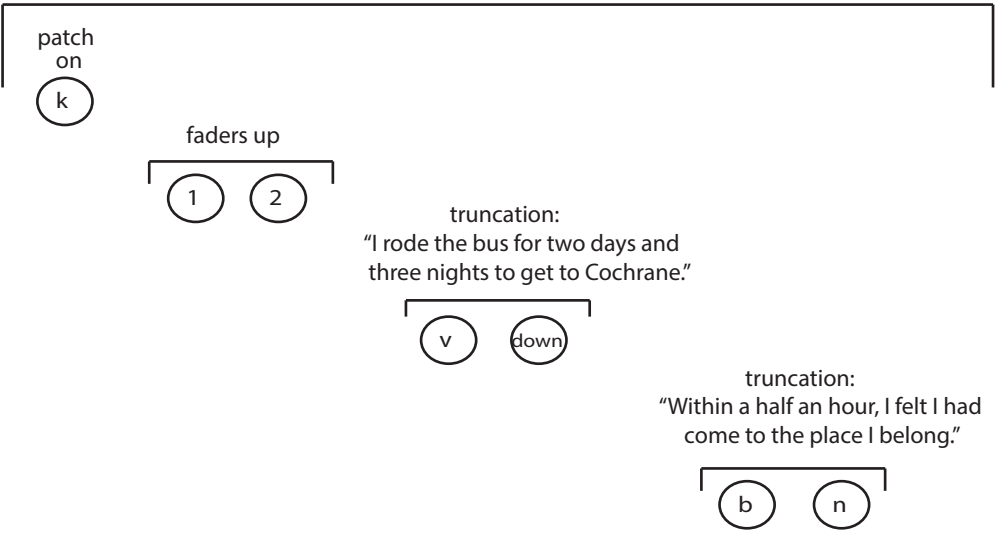 patch
on
k
faders up
1 2
truncation:
“I rode the bus for two days and
three nights to get to Cochrane.”
v down
truncation:
“Within a half an hour, I felt I had
come to the place I belong.”
b n